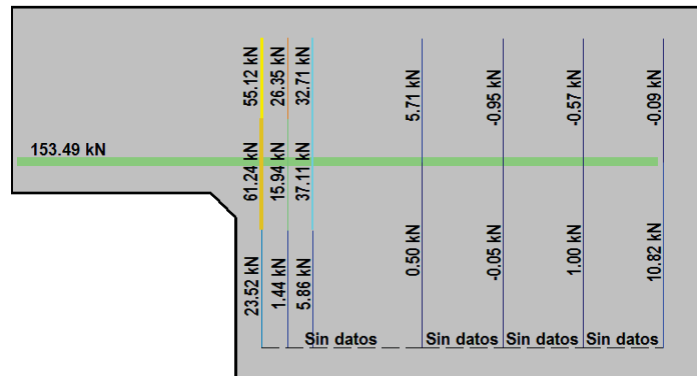 55.12 kN
26.35 kN
32.71 kN
5.71 kN
-0.95 kN
-0.57 kN
-0.09 kN
153.49 kN
61.24 kN
15.94 kN
37.11 kN
23.52 kN
1.44 kN
5.86 kN
0.50 kN
-0.05 kN
1.00 kN
10.82 kN
Sin datos
Sin datos
Sin datos
Sin datos